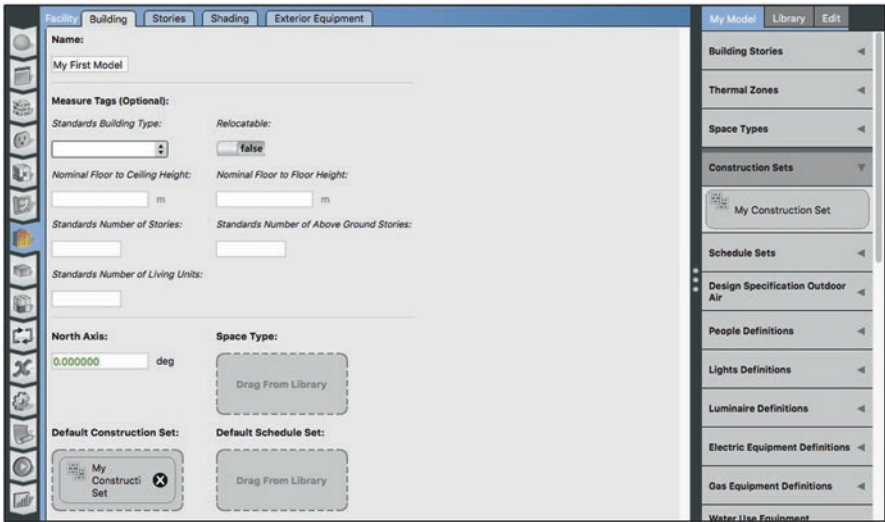 Facility Building Stories Shading Exterior Equipment
Name:
My First Model
Measure Tags (Optional):
Standards Building Type: Relocatable:
false
Nominal Floor to Ceiling Height: Nominal Floor to Floor Height:
m m
Standards Number of Stories: Standards Number of Above Ground Stories:
Standards Number of Living Units:
North Axis: Space Type:
0.000000 deg
Drag From Library
Default Construction Set: Default Schedule Set:
My
Constructi
Set
Drag From Library
My Model Library Edit
Building Stories
Thermal Zones
Space Types
Construction Sets
My Construction Set
Schedule Sets
Design Specification Outdoor
Air
People Definitions
Lights Definitions
Luminaire Definitions
Electric Equipment Definitions
Gas Equipment Definitions
Water Use Equipment